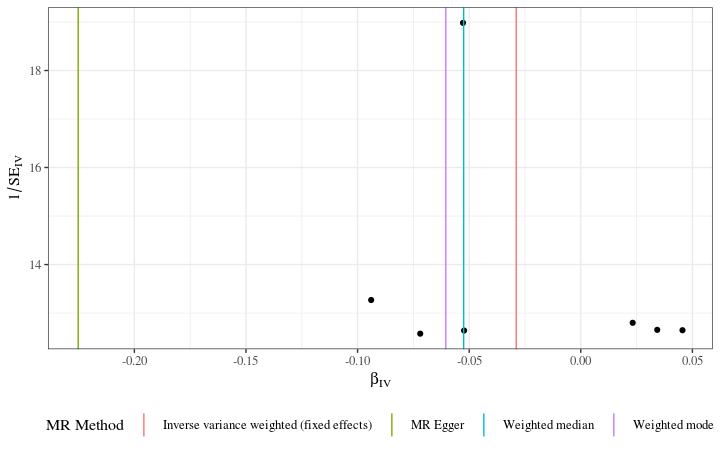 18
16
14
1/SE_IV
-0.20
-0.15
-0.10
-0.05
0.00
0.05
β_IV
MR Method
Inverse variance weighted (fixed effects)
MR Egger
Weighted median
Weighted mode